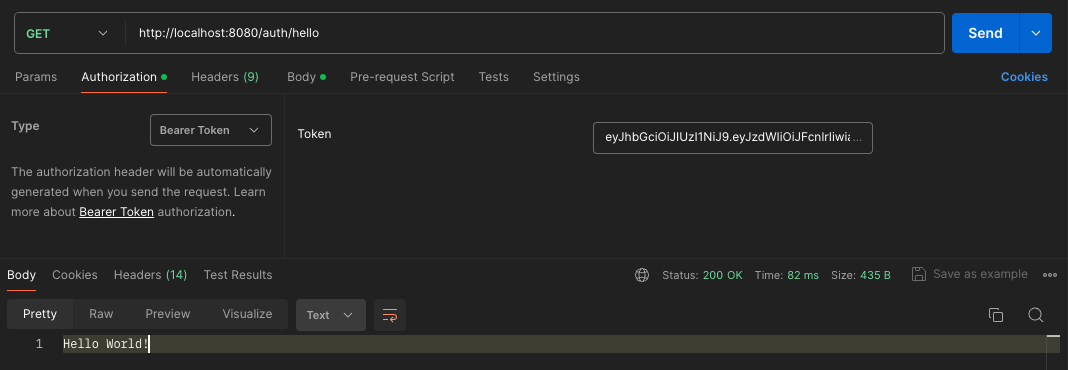 GET http://localhost:8080/auth/hello Send
Params Authorization Headers (9) Body Pre-request Script Tests Settings Cookies
Type Bearer Token
The authorization header will be automatically
generated when you send the request. Learn
more about Bearer Token authorization.
Token eyJhbGciOiJIUzI1NiJ9.eyJzdWIiOiJFcnIrIiwia...
Body Cookies Headers (14) Test Results Status: 200 OK Time: 82 ms Size: 435 B Save as example
Pretty Raw Preview Visualize Text
1 Hello World!